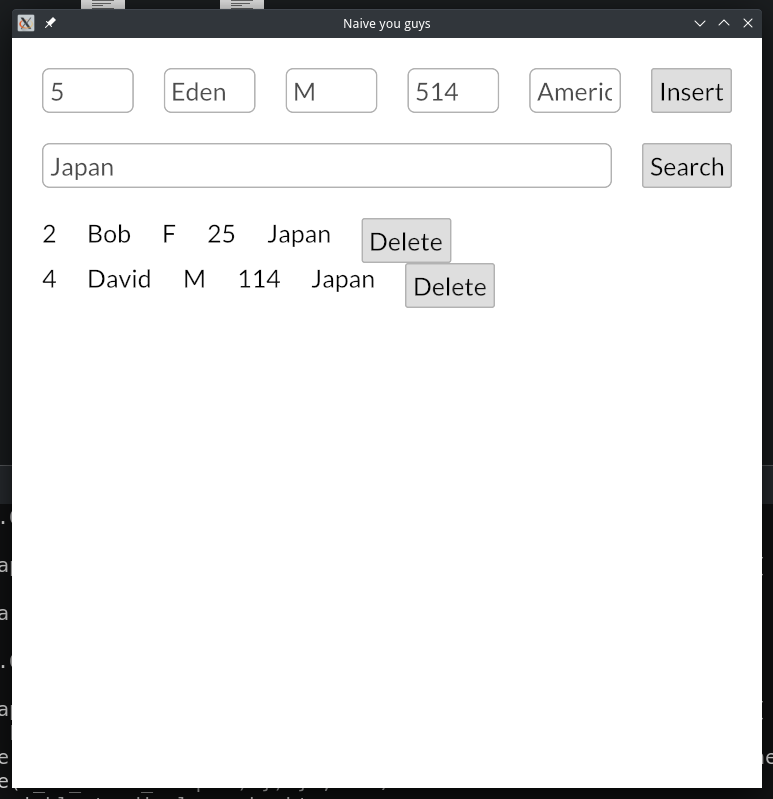 Naive you guys
5 Eden M 514 Americ Insert
Japan Search
2 Bob F 25 Japan Delete
4 David M 114 Japan Delete